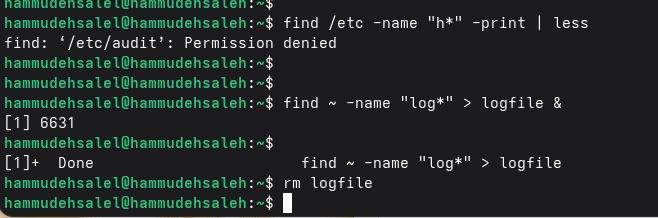 hammudehsalel@hammudehsaleh:~$
hammudehsalel@hammudehsaleh:~$ find /etc -name "h*" -print | less
find: ‘/etc/audit’: Permission denied
hammudehsalel@hammudehsaleh:~$
hammudehsalel@hammudehsaleh:~$
hammudehsalel@hammudehsaleh:~$ find ~ -name "log*" > logfile &
[1] 6631
hammudehsalel@hammudehsaleh:~$
[1]+  Done                    find ~ -name "log*" > logfile
hammudehsalel@hammudehsaleh:~$ rm logfile
hammudehsalel@hammudehsaleh:~$